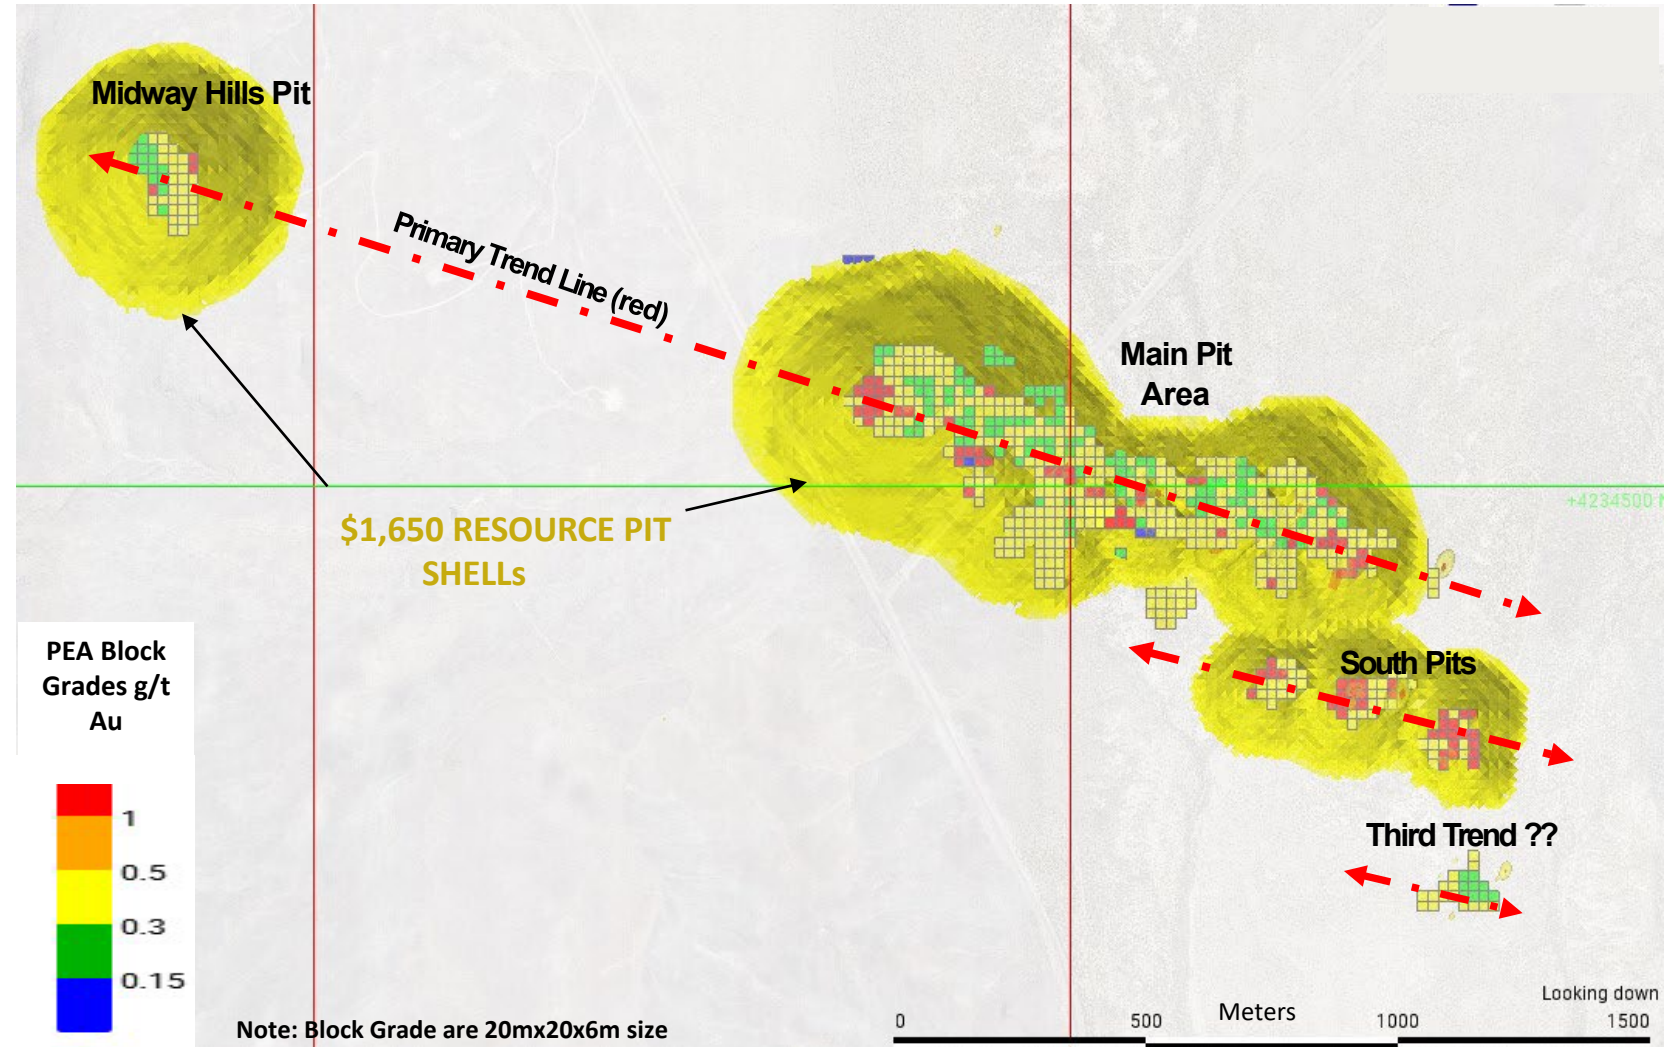 Midway Hills Pit
Primary Trend Line (red)
Main Pit
Area
$1,650 RESOURCE PIT
SHELLs
+4234500 N
South Pits
Third Trend ??
PEA Block
Grades g/t
Au
1
0.5
0.3
0.15
Note: Block Grade are 20mx20x6m size
Looking down
Meters
0
500
1000
1500